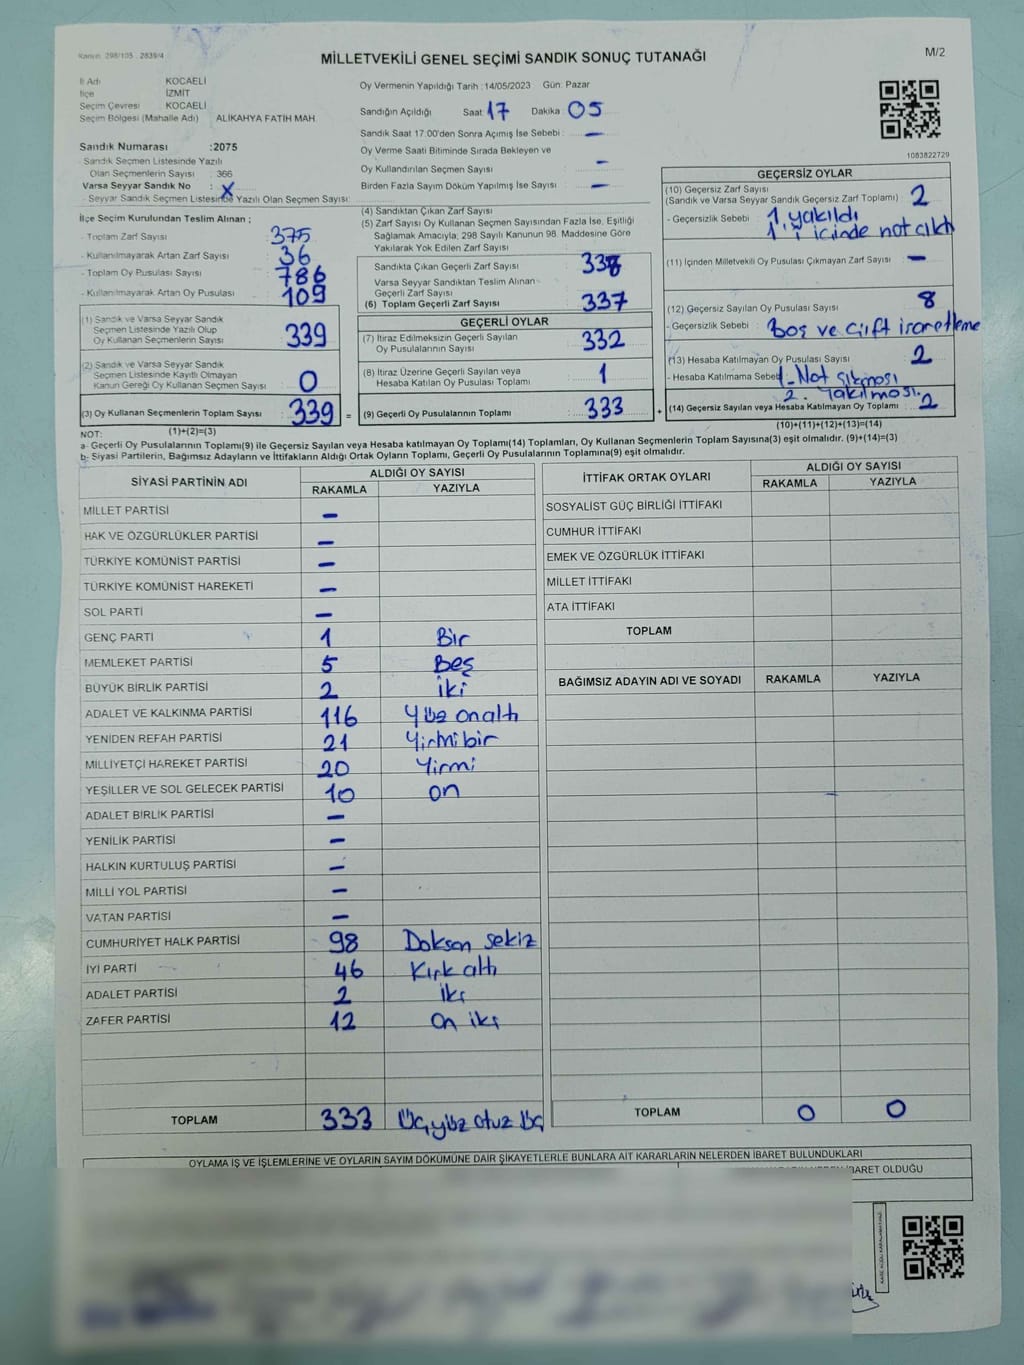 Kanun: 298/105 - 2839/4
MİLLETVEKİLİ GENEL SEÇİMİ SANDIK SONUÇ TUTANAĞI
M/2
İl Adı KOCAELİ
İlçe İZMİT
Seçim Çevresi KOCAELİ
Seçim Bölgesi (Mahalle Adı) ALİKAHYA FATİH MAH.
Sandık Numarası :2075
- Sandık Seçmen Listesinde Yazılı
Olan Seçmenlerin Sayısı : 366
Varsa Seyyar Sandık No : X
- Seyyar Sandık Seçmen Listesinde Yazılı Olan Seçmen Sayısı:
Oy Vermenin Yapıldığı Tarih : 14/05/2023 Gün: Pazar
Sandığın Açıldığı Saat: 17 Dakika: 05
Sandık Saat 17.00'den Sonra Açılmış İse Sebebi : –
Oy Verme Saati Bitiminde Sırada Bekleyen ve
Oy Kullandırılan Seçmen Sayısı : –
Birden Fazla Sayım Döküm Yapılmış İse Sayısı : –
1083822729
İlçe Seçim Kurulundan Teslim Alınan ;
- Toplam Zarf Sayısı : 375
- Kullanılmayarak Artan Zarf Sayısı : 36
- Toplam Oy Pusulası Sayısı : 786
- Kullanılmayarak Artan Oy Pusulası : 109
(1) Sandık ve Varsa Seyyar Sandık
Seçmen Listesinde Yazılı Olup
Oy Kullanan Seçmenlerin Sayısı : 339
(2) Sandık ve Varsa Seyyar Sandık
Seçmen Listesinde Kayıtlı Olmayan
Kanun Gereği Oy Kullanan Seçmen Sayısı : 0
(3) Oy Kullanan Seçmenlerin Toplam Sayısı : 339 =
(1)+(2)=(3)
(4) Sandıktan Çıkan Zarf Sayısı
(5) Zarf Sayısı Oy Kullanan Seçmen Sayısından Fazla İse, Eşitliği
Sağlamak Amacıyla; 298 Sayılı Kanunun 98. Maddesine Göre
Yakılarak Yok Edilen Zarf Sayısı :
Sandıkta Çıkan Geçerli Zarf Sayısı
Varsa Seyyar Sandıktan Teslim Alınan
Geçerli Zarf Sayısı
(6) Toplam Geçerli Zarf Sayısı : 337
GEÇERLİ OYLAR
(7) İtiraz Edilmeksizin Geçerli Sayılan
Oy Pusulalarının Sayısı : 332
(8) İtiraz Üzerine Geçerli Sayılan veya
Hesaba Katılan Oy Pusulası Toplamı : 1
(9) Geçerli Oy Pusulalarının Toplamı : 333 +
GEÇERSİZ OYLAR
(10) Geçersiz Zarf Sayısı
(Sandık ve Varsa Seyyar Sandık Geçersiz Zarf Toplamı) : 2
- Geçersizlik Sebebi : 1. yakıldı
içinde not çıktı
(11) İçinden Milletvekili Oy Pusulası Çıkmayan Zarf Sayısı : –
(12) Geçersiz Sayılan Oy Pusulası Sayısı : 8
- Geçersizlik Sebebi : Boş ve Çift işaretleme
(13) Hesaba Katılmayan Oy Pusulası Sayısı : 2
- Hesaba Katılmama Sebebi 1-Not çıkması
2. Yakılması.
(14) Geçersiz Sayılan veya Hesaba Katılmayan Oy Toplamı : 2
(10)+(11)+(12)+(13)=(14)
NOT:
a- Geçerli Oy Pusulalarının Toplamı(9) ile Geçersiz Sayılan veya Hesaba katılmayan Oy Toplamı(14) Toplamları, Oy Kullanan Seçmenlerin Toplam Sayısına(3) eşit olmalıdır. (9)+(14)=(3)
b- Siyasi Partilerin, Bağımsız Adayların ve İttifakların Aldığı Ortak Oyların Toplamı, Geçerli Oy Pusulalarının Toplamına(9) eşit olmalıdır.
SİYASİ PARTİNİN ADI ALDIĞI OY SAYISI
RAKAMLA YAZIYLA
MİLLET PARTİSİ –
HAK VE ÖZGÜRLÜKLER PARTİSİ –
TÜRKİYE KOMÜNİST PARTİSİ –
TÜRKİYE KOMÜNİST HAREKETİ –
SOL PARTİ –
GENÇ PARTİ 1 Bir
MEMLEKET PARTİSİ 5 Beş
BÜYÜK BİRLİK PARTİSİ 2 iki
ADALET VE KALKINMA PARTİSİ 116 Yüz onaltı
YENİDEN REFAH PARTİSİ 21 Yirmi bir
MİLLİYETÇİ HAREKET PARTİSİ 20 Yirmi
YEŞİLLER VE SOL GELECEK PARTİSİ 10 on
ADALET BİRLİK PARTİSİ –
YENİLİK PARTİSİ –
HALKIN KURTULUŞ PARTİSİ –
MİLLİ YOL PARTİSİ –
VATAN PARTİSİ –
CUMHURİYET HALK PARTİSİ 98 Doksan sekiz
İYİ PARTİ 46 Kırk altı
ADALET PARTİSİ 2 iki
ZAFER PARTİSİ 12 on iki
TOPLAM 333 Üçyüz otuz üç
İTTİFAK ORTAK OYLARI ALDIĞI OY SAYISI
RAKAMLA YAZIYLA
SOSYALİST GÜÇ BİRLİĞİ İTTİFAKI
CUMHUR İTTİFAKI
EMEK VE ÖZGÜRLÜK İTTİFAKI
MİLLET İTTİFAKI
ATA İTTİFAKI
TOPLAM
BAĞIMSIZ ADAYIN ADI VE SOYADI RAKAMLA YAZIYLA
TOPLAM 0 0
OYLAMA İŞ VE İŞLEMLERİNE VE OYLARIN SAYIM DÖKÜMÜNE DAİR ŞİKAYETLERLE BUNLARA AİT KARARLARIN NELERDEN İBARET BULUNDUKLARI
İBARET OLDUĞU